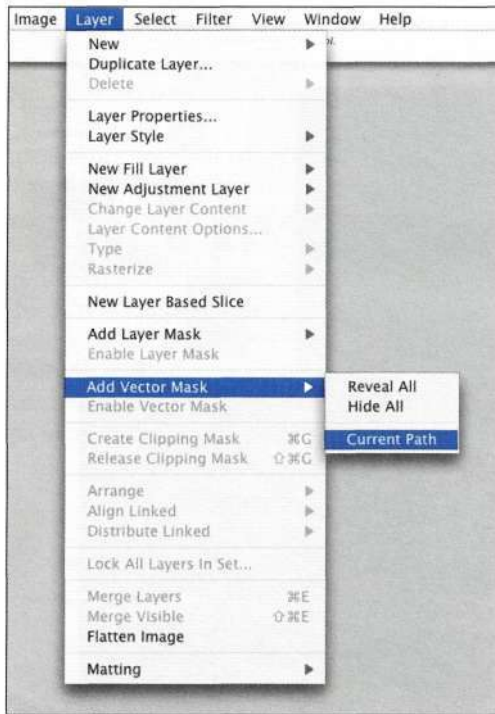 Image Layer Select Filter View Window Help
New
Duplicate Layer...
Delete
Layer Properties...
Layer Style
New Fill Layer
New Adjustment Layer
Change Layer Content
Layer Content Options...
Type
Rasterize
New Layer Based Slice
Add Layer Mask
Enable Layer Mask
Add Vector Mask
Reveal All
Enable Vector Mask
Hide All
Create Clipping Mask ⌘G
Current Path
Release Clipping Mask ⇧⌘G
Arrange
Align Linked
Distribute Linked
Lock All Layers In Set...
Merge Layers ⌘E
Merge Visible ⇧⌘E
Flatten Image
Matting